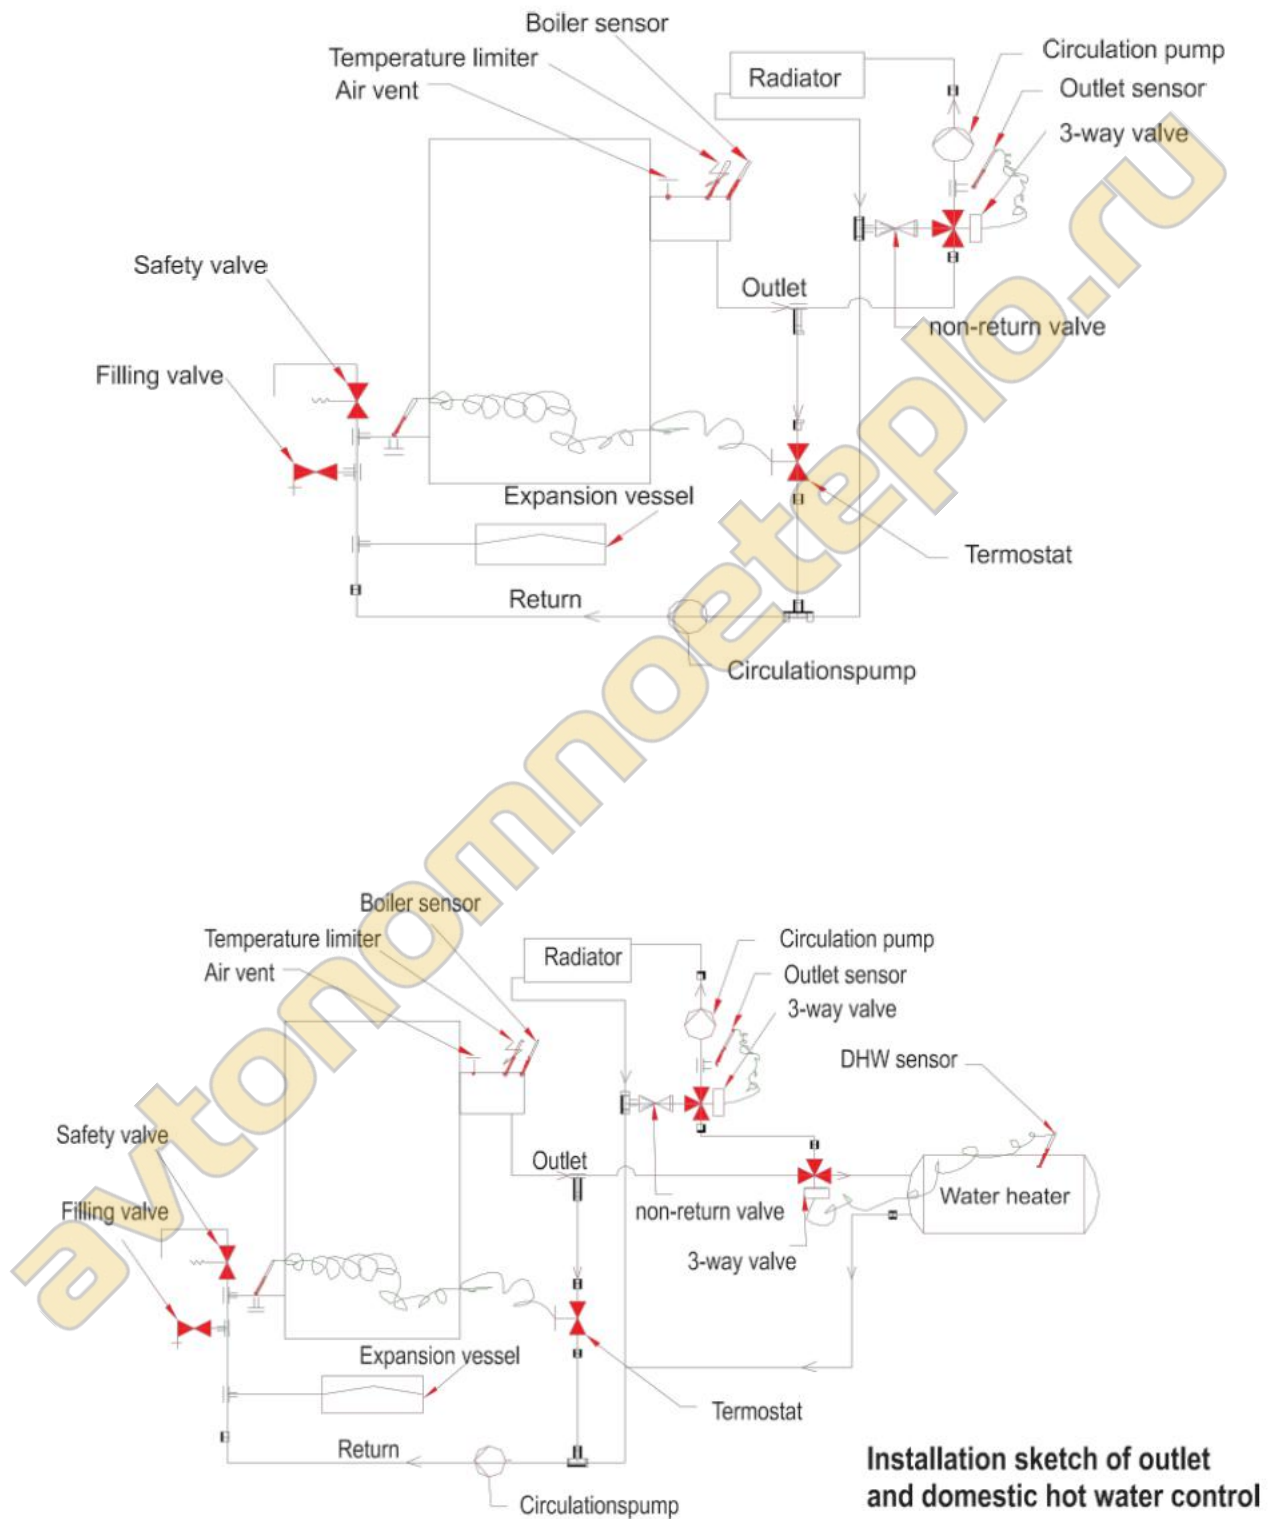 Boiler sensor
Temperature limiter
Air vent
Radiator
Circulation pump
Outlet sensor
3-way valve
Safety valve
Outlet
non-return valve
Filling valve
Expansion vessel
Termostat
Return
Circulationspump
Boiler sensor
Temperature limiter
Air vent
Radiator
Circulation pump
Outlet sensor
3-way valve
DHW sensor
Safety valve
Outlet
Water heater
Filling valve
non-return valve
3-way valve
Expansion vessel
Termostat
Return
Circulationspump
Installation sketch of outlet
and domestic hot water control
avtonomnoeteplo.ru